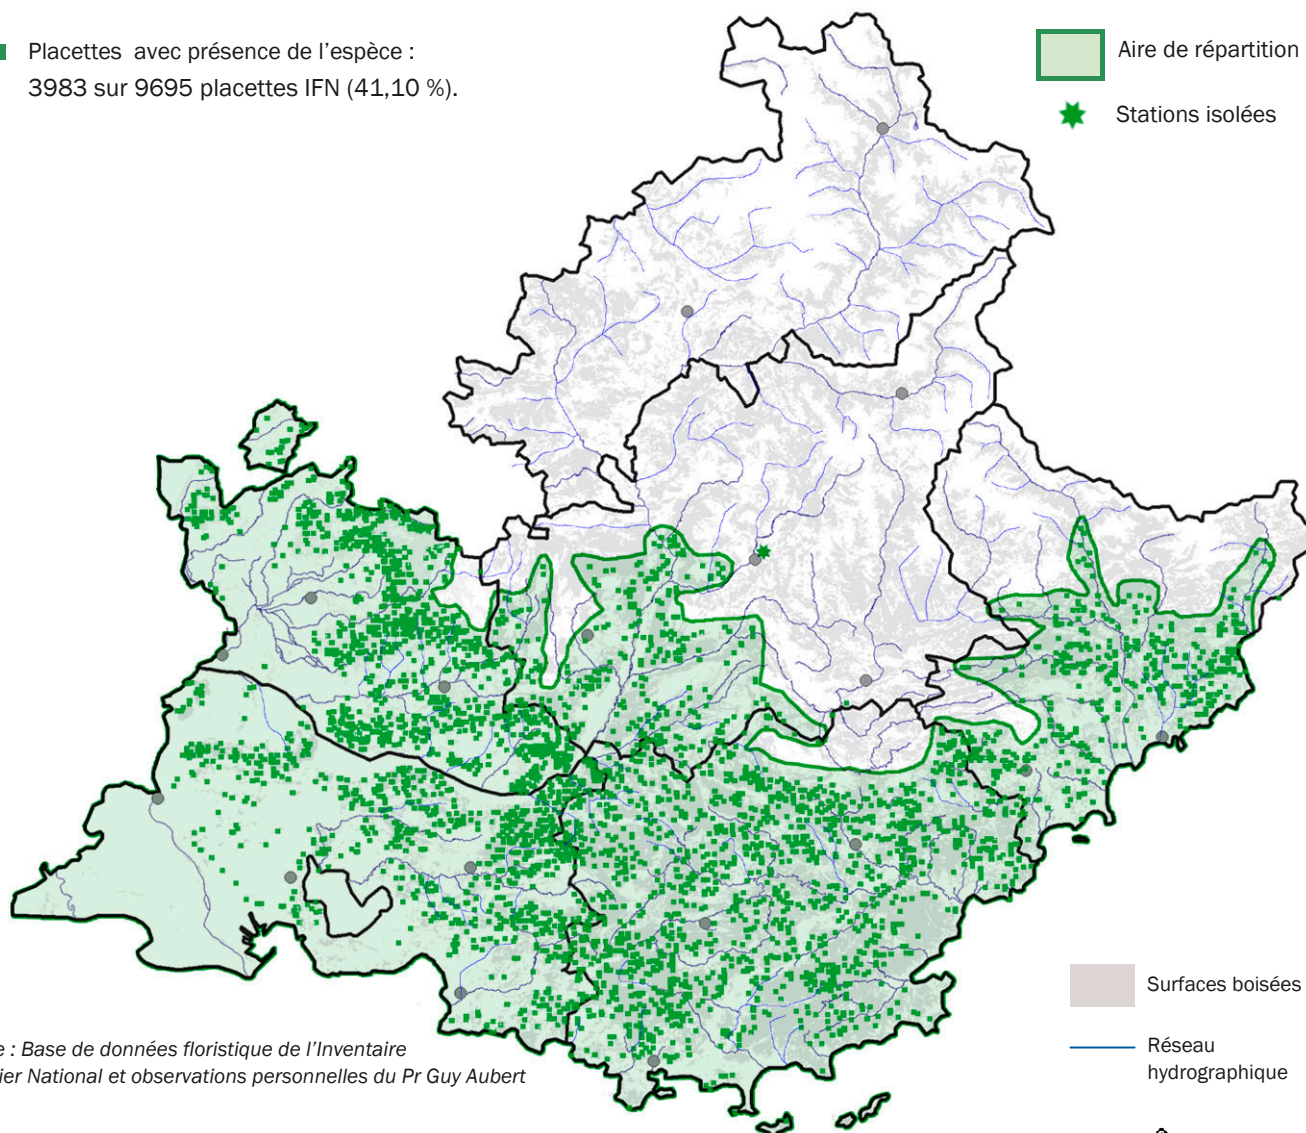 Placettes avec présence de l’espèce :
3983 sur 9695 placettes IFN (41,10 %).
Aire de répartition
Stations isolées
Surfaces boisées
Réseau
hydrographique
e : Base de données floristique de l’Inventaire
ier National et observations personnelles du Pr Guy Aubert